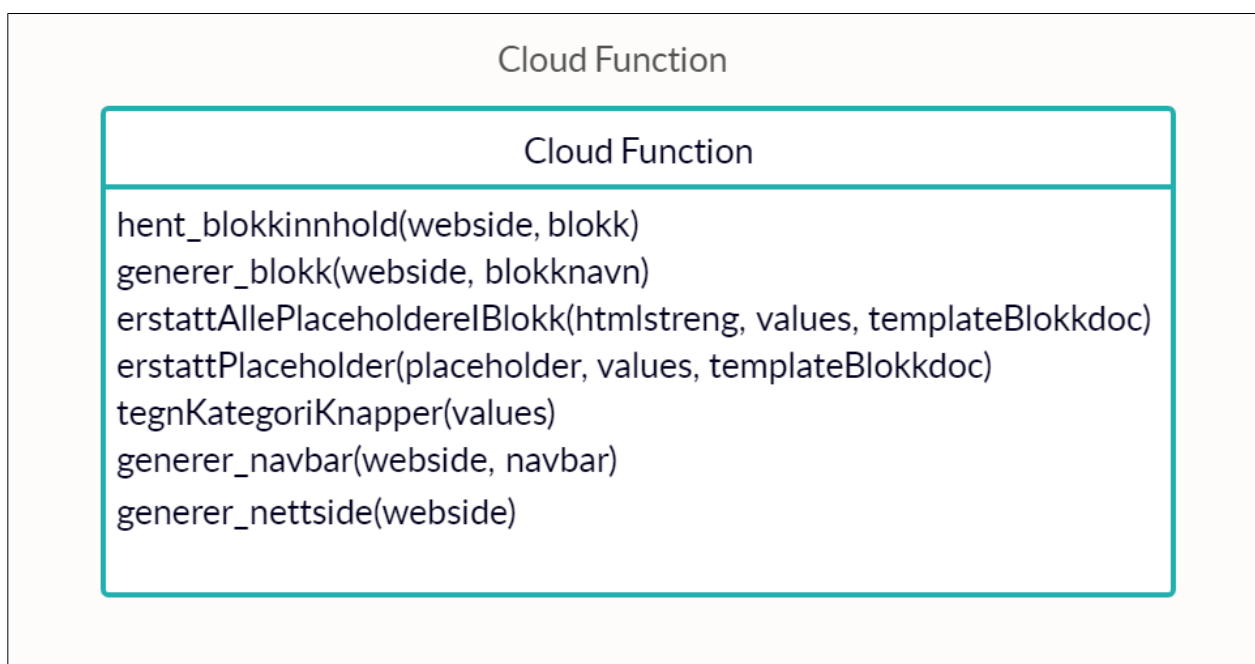 Cloud Function
Cloud Function
hent_blokkinnhold(webside, blokk)
generer_blokk(webside, blokknavn)
erstattAllePlaceholdereIBlokk(htmlstreng, values, templateBlokkdoc)
erstattPlaceholder(placeholder, values, templateBlokkdoc)
tegnKategoriKnapper(values)
generer_navbar(webside, navbar)
generer_nettside(webside)